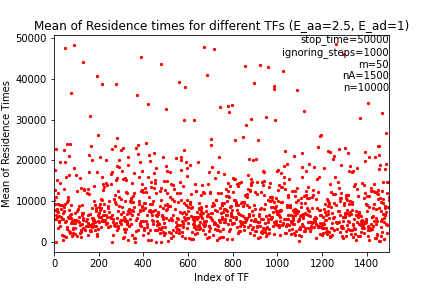 Mean of Residence times for different TFs (E_aa=2.5, E_ad=1)
stop_time=50000
ignoring_steps=1000
m=50
nA=1500
n=10000
50000
40000
30000
20000
10000
0
Mean of Residence Times
0 200 400 600 800 1000 1200 1400
Index of TF